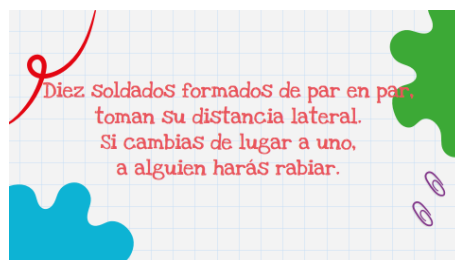 Diez soldados formados de par en par,
toman su distancia lateral.
Si cambias de lugar a uno,
a alguien harás rabiar.